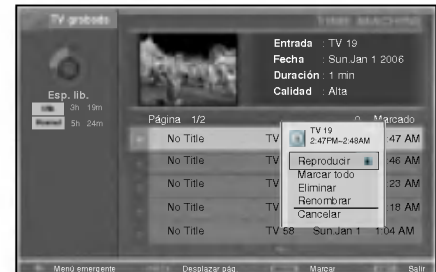 TV grabada
TIME MACHINE
Entrada : TV 19
Fecha : Sun.Jan 1 2006
Duración : 1 min
Calidad : Alta
Esp. lib.
3h 19m
5h 24m
Página 1/2
0 Marcado
No Title TV :47 AM
No Title TV :46 AM
No Title TV :23 AM
No Title TV :18 AM
No Title TV 58 Sun.Jan 1 1:04 AM
TV 19
2:47PM~2:48AM
Reproducir
Marcar todo
Eliminar
Renombrar
Cancelar
Menú emergente
Desplazar pág.
Marcar
Salir